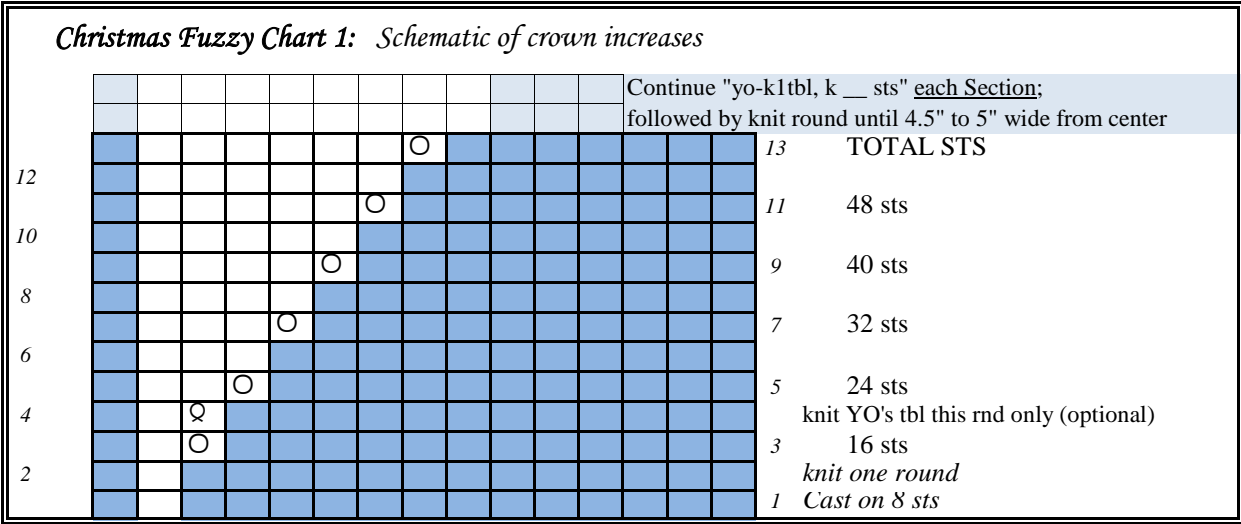 Christmas Fuzzy Chart 1: Schematic of crown increases
Continue "yo-k1tbl, k __ sts" each Section;
followed by knit round until 4.5" to 5" wide from center
O 13 TOTAL STS
12
O 11 48 sts
10
O 9 40 sts
8
O 7 32 sts
6
O 5 24 sts
4 Q knit YO's tbl this rnd only (optional)
O 3 16 sts
2 knit one round
1 Cast on 8 sts